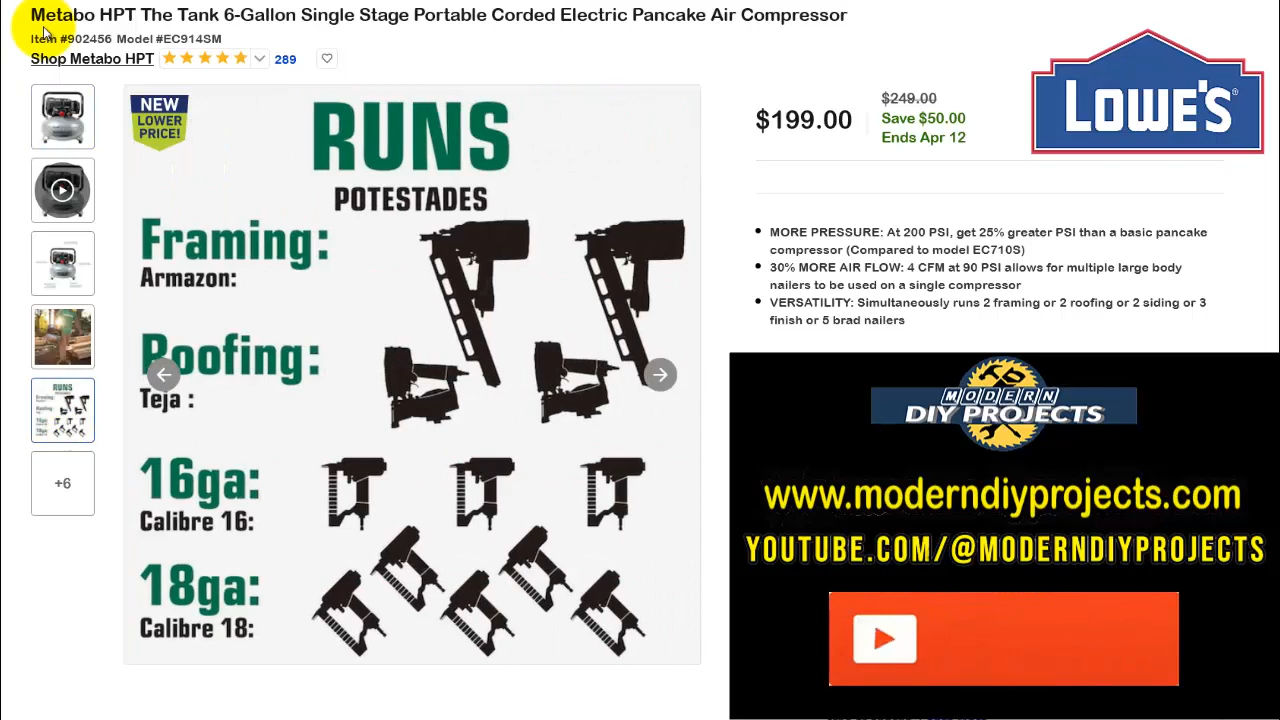 Metabo HPT The Tank 6-Gallon Single Stage Portable Corded Electric Pancake Air Compressor
Item #902456 Model #EC914SM
Shop Metabo HPT
289
NEW
LOWER
PRICE!
RUNS
POTESTADES
Framing:
Armazon:
Roofing:
Teja :
16ga:
Calibre 16:
18ga:
Calibre 18:
+6
$199.00
$249.00
Save $50.00
Ends Apr 12
LOWE'S®
MORE PRESSURE: At 200 PSI, get 25% greater PSI than a basic pancake
compressor (Compared to model EC710S)
30% MORE AIR FLOW: 4 CFM at 90 PSI allows for multiple large body
nailers to be used on a single compressor
VERSATILITY: Simultaneously runs 2 framing or 2 roofing or 2 siding or 3
finish or 5 brad nailers
MODERN
DIY PROJECTS
www.moderndiyprojects.com
YOUTUBE.COM/@MODERNDIYPROJECTS